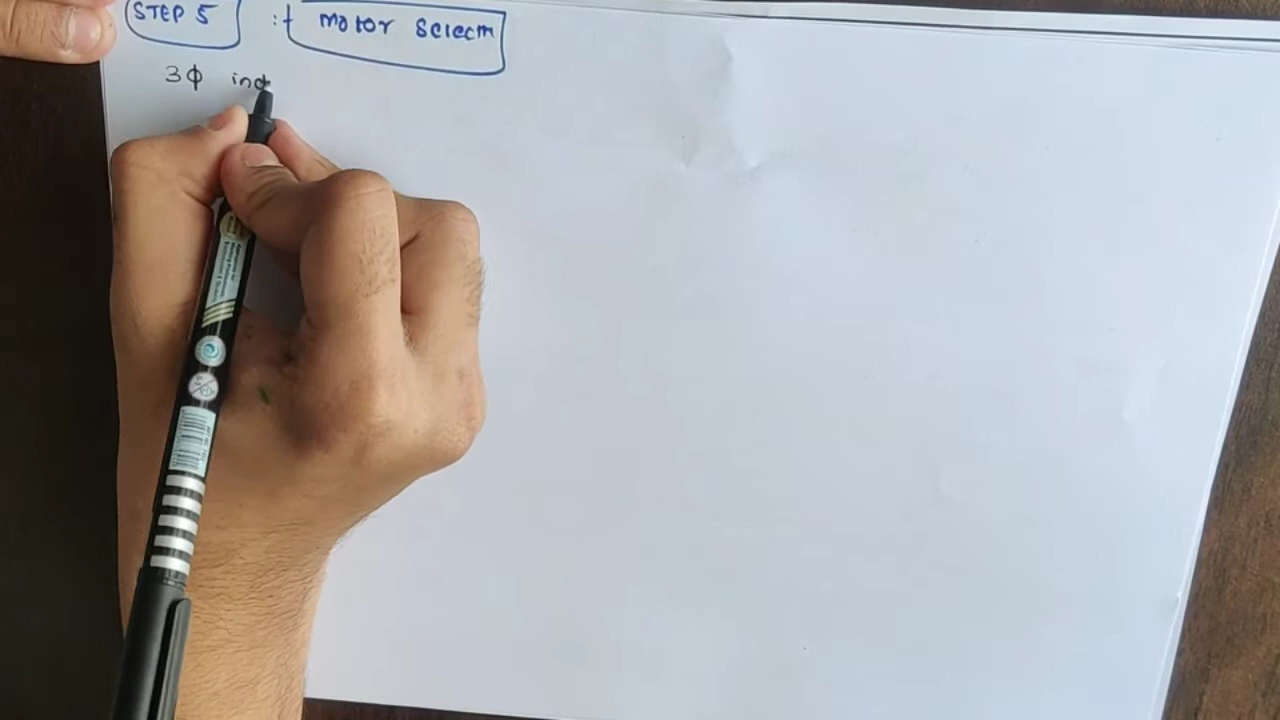 STEP 5 :+ Motor Selecm
3Φ ind